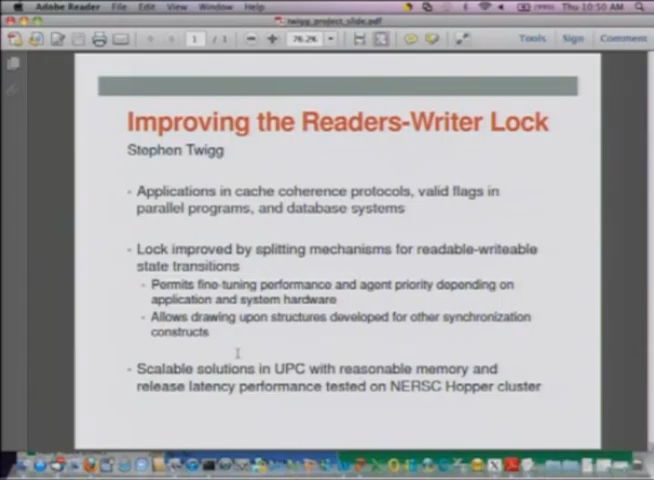 Adobe Reader File Edit View Window Help
Thu 10:50 AM
twigg_project_slide.pdf
1 / 1 76.2% Tools Sign Comment
Improving the Readers-Writer Lock
Stephen Twigg
- Applications in cache coherence protocols, valid flags in
parallel programs, and database systems
- Lock improved by splitting mechanisms for readable-writeable
state transitions
- Permits fine-tuning performance and agent priority depending on
application and system hardware
- Allows drawing upon structures developed for other synchronization
constructs
- Scalable solutions in UPC with reasonable memory and
release latency performance tested on NERSC Hopper cluster